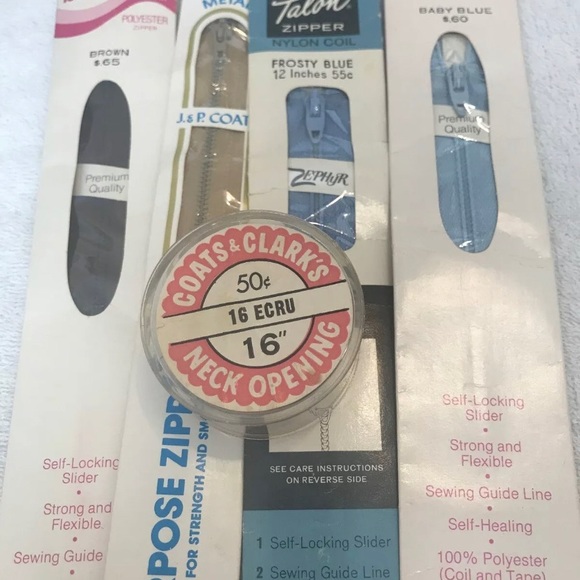 POLYESTER
ZIPPER
BROWN
$.65
Premium
Quality
Self-Locking
Slider
•
Strong and
Flexible
•
Sewing Guide
META
J.&P. COAT
RPOSE ZIPP
FOR STRENGTH AND SM
Talon
ZIPPER
NYLON COIL
FROSTY BLUE
12 Inches 55¢
ZEPHYR
SEE CARE INSTRUCTIONS
ON REVERSE SIDE
1 Self-Locking Slider
2 Sewing Guide Line
BABY BLUE
$.60
Premium
Quality
Self-Locking
Slider
•
Strong and
Flexible
•
Sewing Guide Line
•
Self-Healing
•
100% Polyester
(Coil and Tape)
COATS & CLARK'S
50¢
16 ECRU
16"
NECK OPENING